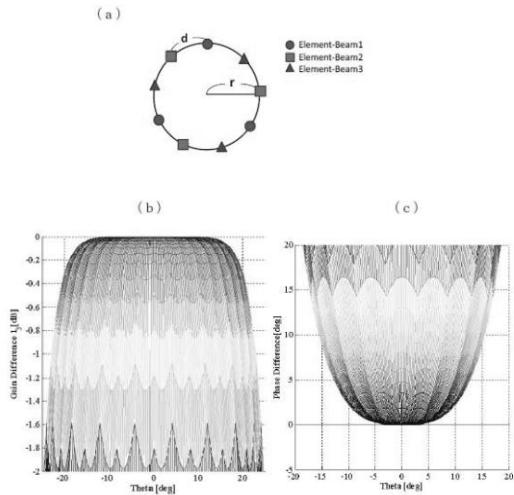 (a)
d
r
Element-Beam1
Element-Beam2
Element-Beam3
(b)
(c)
0
-0.2
-0.4
-0.6
-0.8
-1
-1.2
-1.4
-1.6
-1.8
-2
-20
-10
0
10
20
Theta [deg]
20
15
10
5
0
-5
Phase Difference[deg]
-15
-10
-5
0
5
10
15
20
Theta [deg]
Gain Difference
[dB]